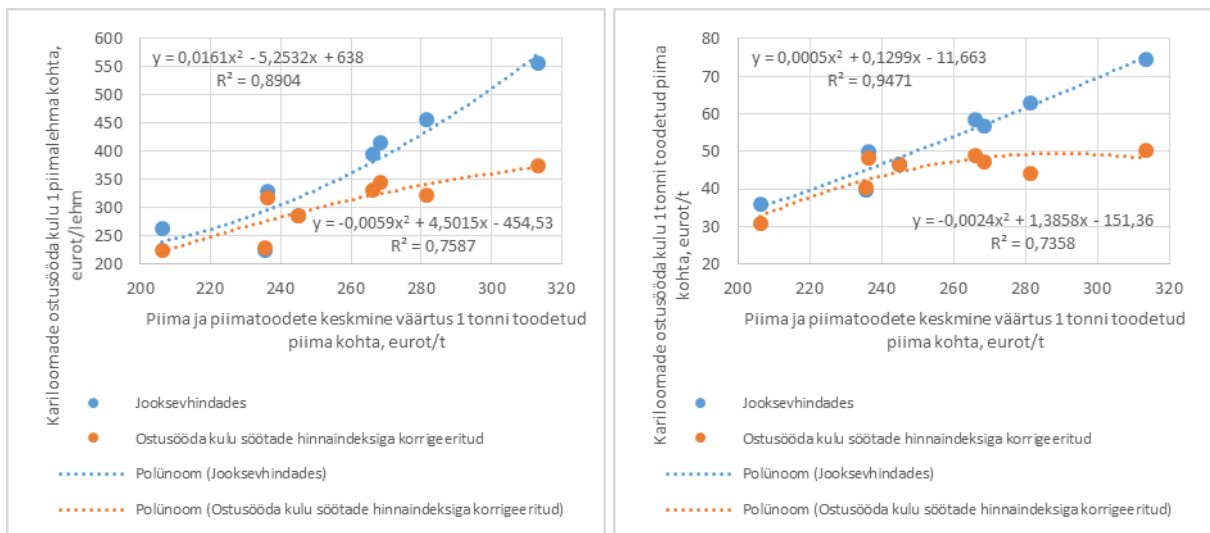 Kariloomade ostusööda kulu 1 piimalehma kohta,
eurot/lehm
600
550
500
450
400
350
300
250
200
y = 0,0161x² - 5,2532x + 638
R² = 0,8904
y = -0,0059x² + 4,5015x - 454,53
R² = 0,7587
200 220 240 260 280 300 320
Piima ja piimatoodete keskmine väärtus 1 tonni toodetud
piima kohta, eurot/t
Jooksevhindades
Ostusööda kulu söötade hinnaindeksiga korrigeeritud
Polünoom (Jooksevhindades)
Polünoom (Ostusööda kulu söötade hinnaindeksiga korrigeeritud)
Kariloomade ostusööda kulu 1 tonni toodetud piima
kohta, eurot/t
80
70
60
50
40
30
20
y = 0,0005x² + 0,1299x - 11,663
R² = 0,9471
y = -0,0024x² + 1,3858x - 151,36
R² = 0,7358
200 220 240 260 280 300 320
Piima ja piimatoodete keskmine väärtus 1 tonni toodetud
piima kohta, eurot/t
Jooksevhindades
Ostusööda kulu söötade hinnaindeksiga korrigeeritud
Polünoom (Jooksevhindades)
Polünoom (Ostusööda kulu söötade hinnaindeksiga korrigeeritud)